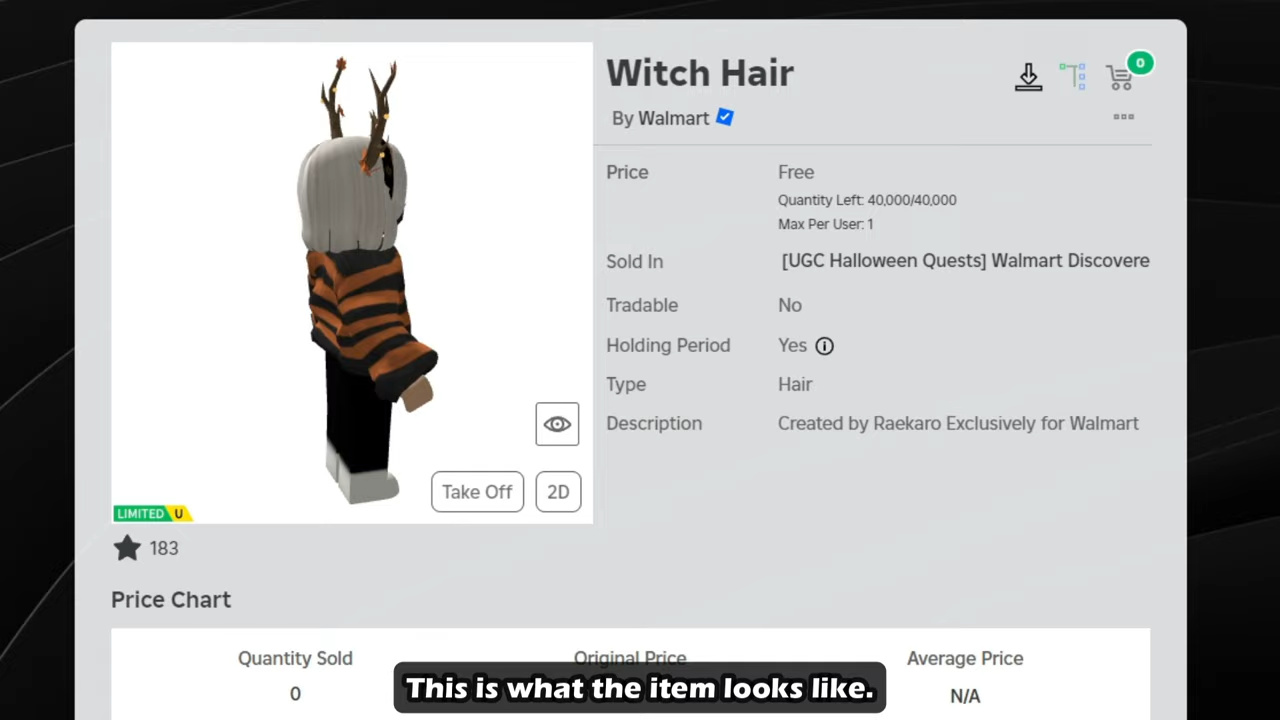 Witch Hair
0
By Walmart
Price Free
Quantity Left: 40,000/40,000
Max Per User: 1
Sold In [UGC Halloween Quests] Walmart Discovere
Tradable No
Holding Period Yes
Type Hair
Description Created by Raekaro Exclusively for Walmart
Take Off 2D
LIMITED U
183
Price Chart
Quantity Sold Original Price Average Price
0 N/A
This is what the item looks like.